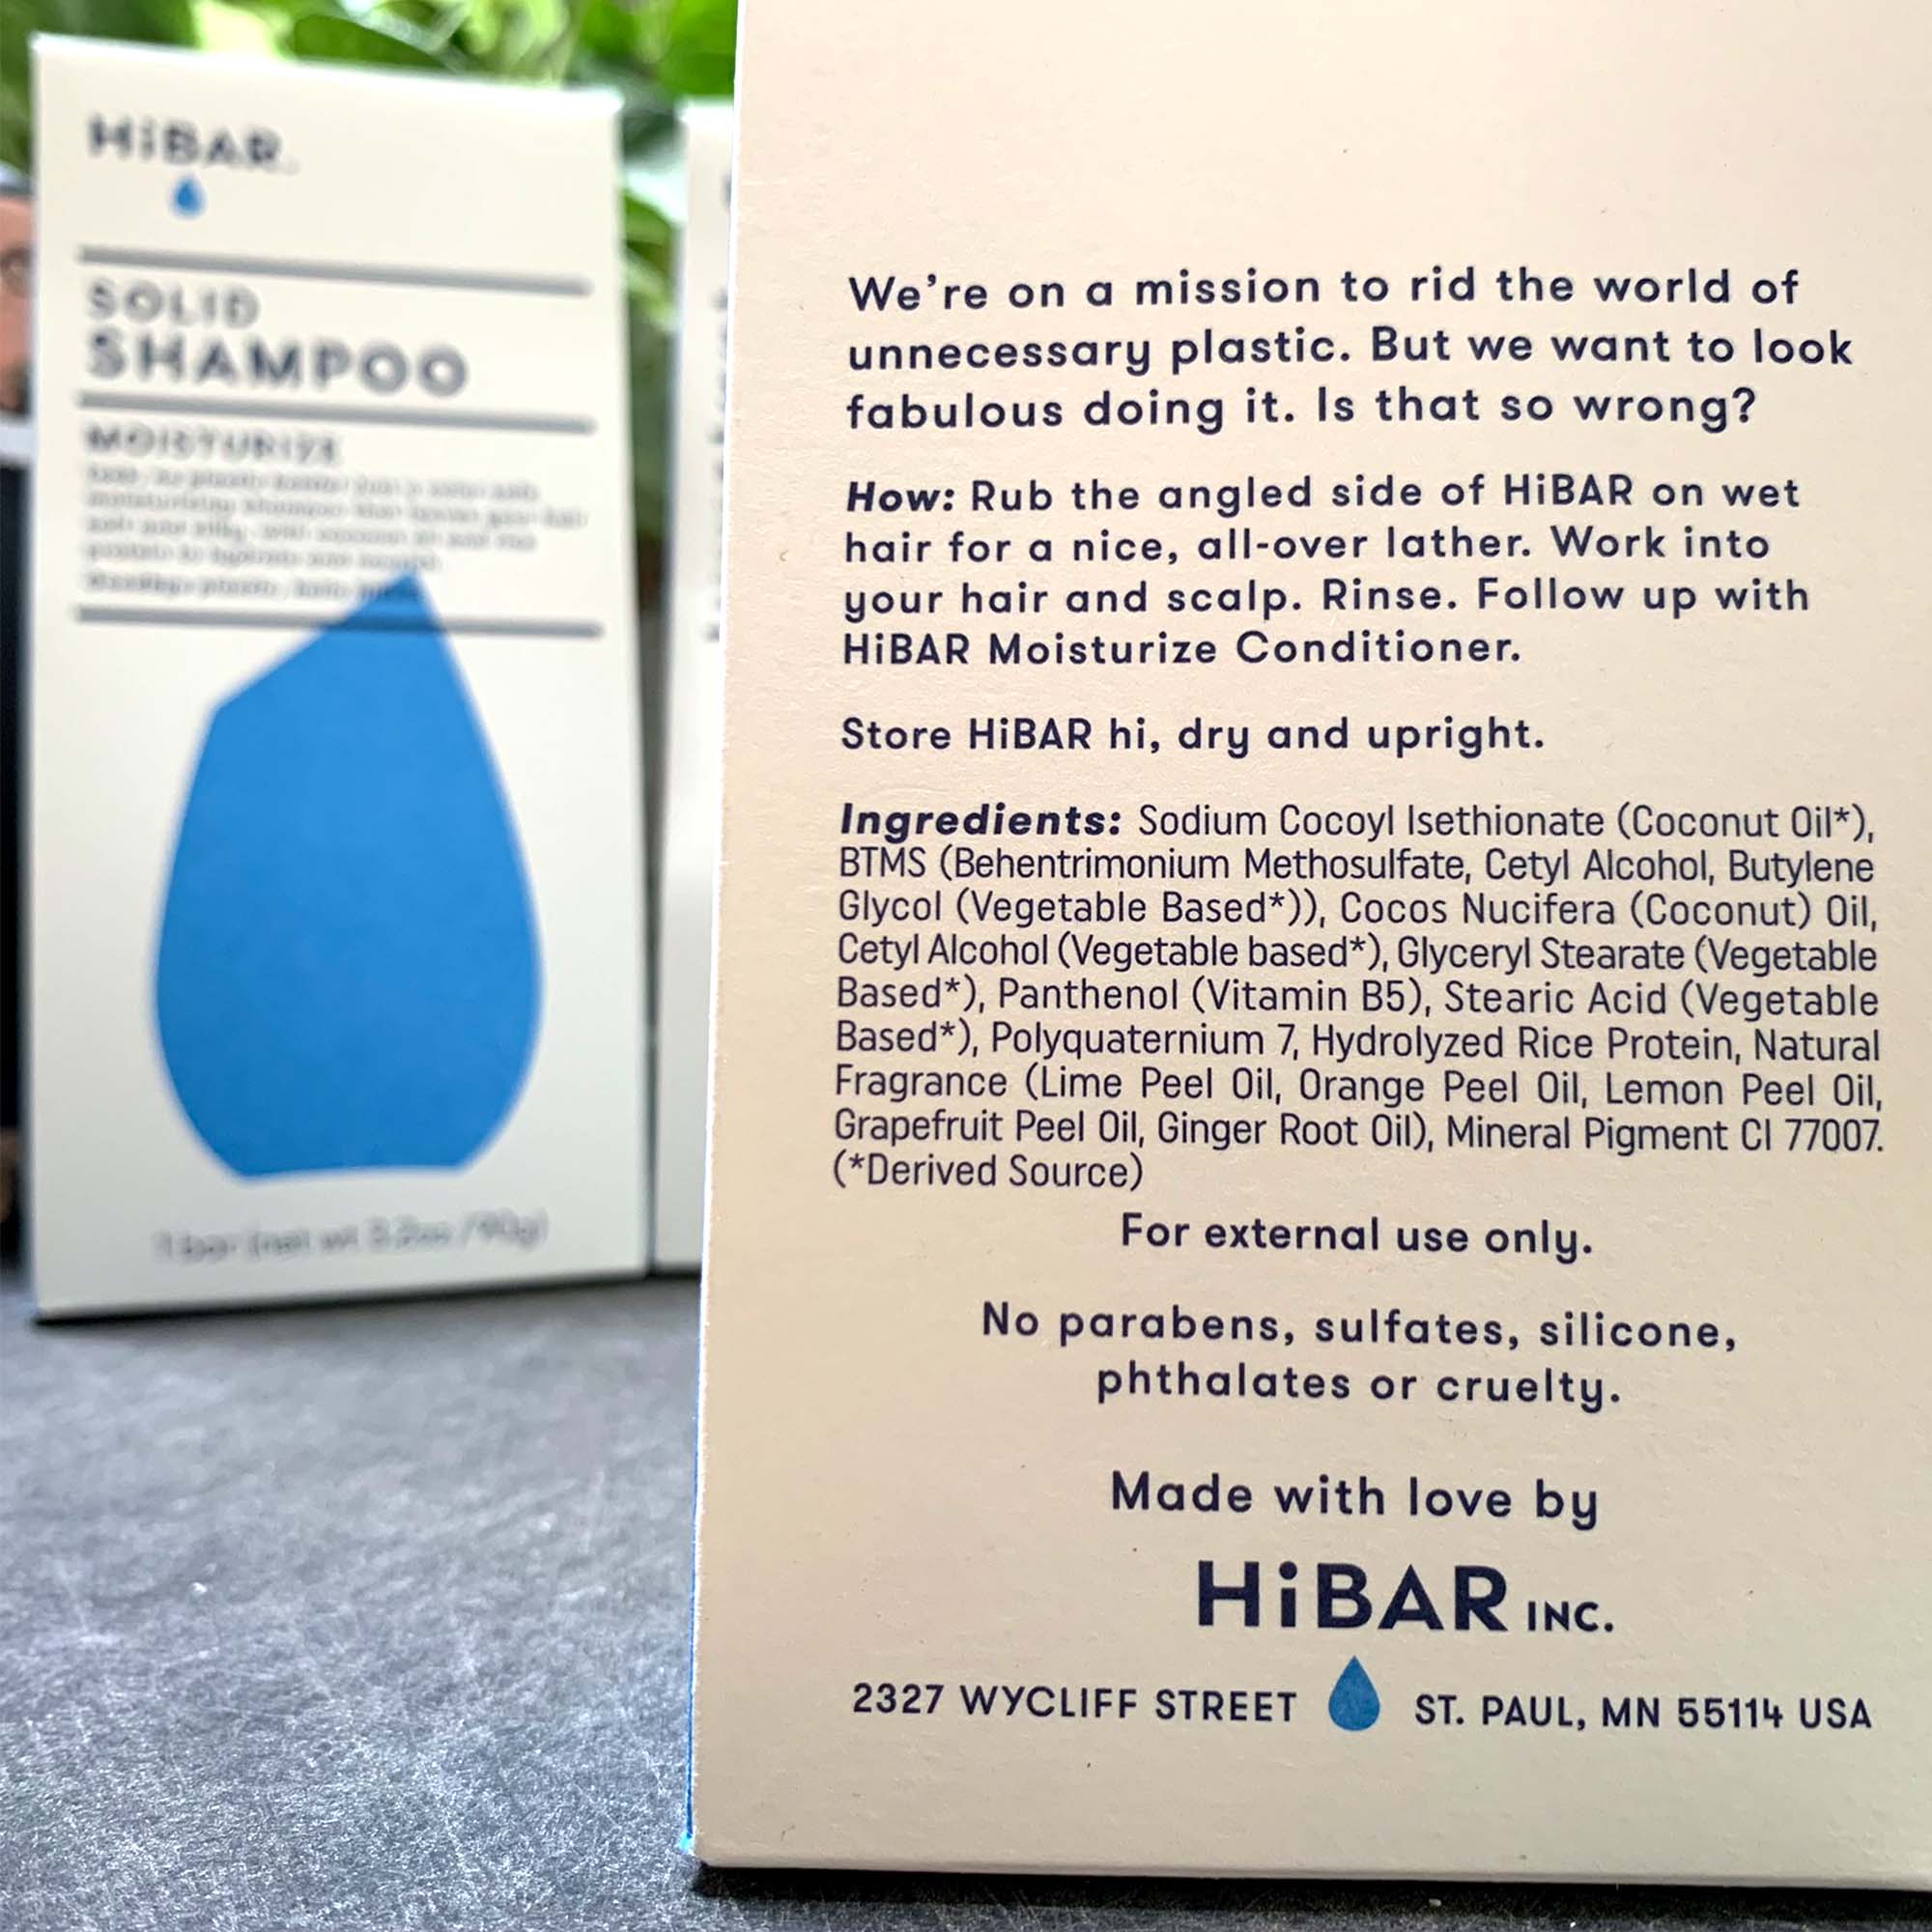 HiBAR.
SOLID
SHAMPOO
MOISTURIZE
1 bar (net wt 3.2oz /90g)
We're on a mission to rid the world of
unnecessary plastic. But we want to look
fabulous doing it. Is that so wrong?
How: Rub the angled side of HiBAR on wet
hair for a nice, all-over lather. Work into
your hair and scalp. Rinse. Follow up with
HiBAR Moisturize Conditioner.
Store HiBAR hi, dry and upright.
Ingredients: Sodium Cocoyl Isethionate (Coconut Oil*),
BTMS (Behentrimonium Methosulfate, Cetyl Alcohol, Butylene
Glycol (Vegetable Based*)), Cocos Nucifera (Coconut) Oil,
Cetyl Alcohol (Vegetable based*), Glyceryl Stearate (Vegetable
Based*), Panthenol (Vitamin B5), Stearic Acid (Vegetable
Based*), Polyquaternium 7, Hydrolyzed Rice Protein, Natural
Fragrance (Lime Peel Oil, Orange Peel Oil, Lemon Peel Oil,
Grapefruit Peel Oil, Ginger Root Oil), Mineral Pigment CI 77007.
(*Derived Source)
For external use only.
No parabens, sulfates, silicone,
phthalates or cruelty.
Made with love by
HiBAR INC.
2327 WYCLIFF STREET ST. PAUL, MN 55114 USA